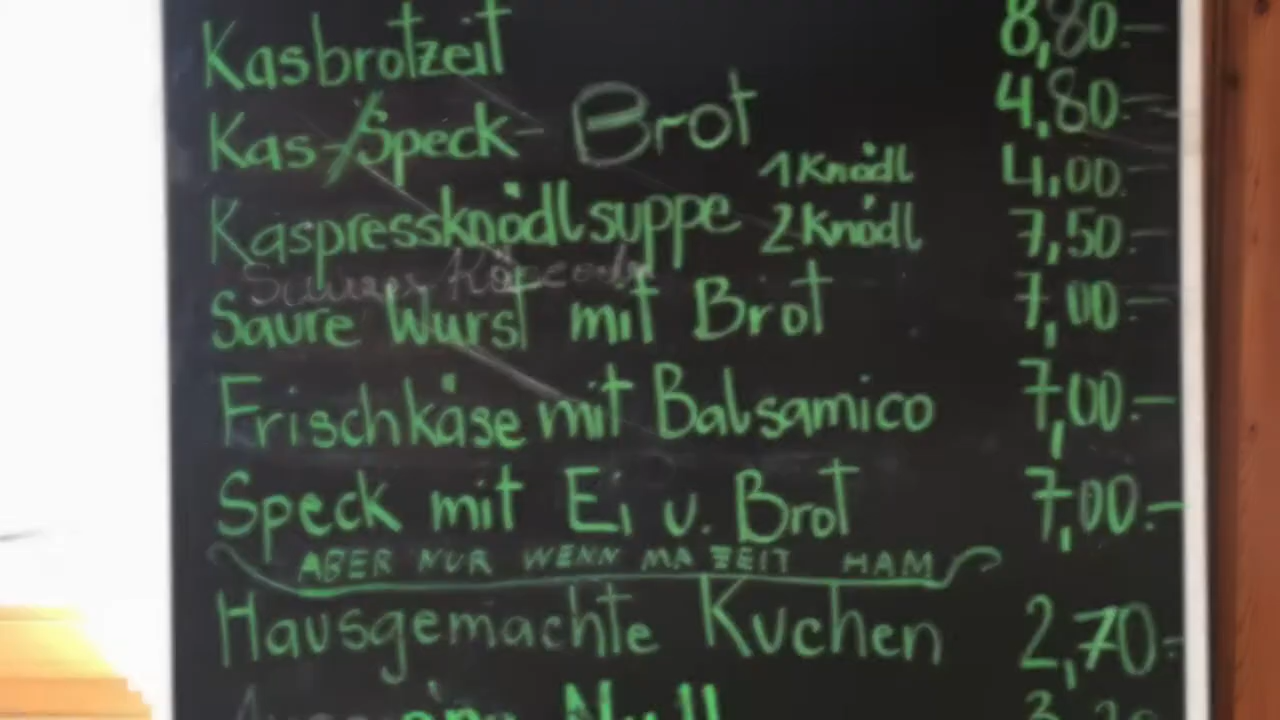 Kasbrotzeit 8,80.-
Kas-/Speck- Brot 4,80.-
1 Knödl 4,00.-
Kaspressknödlsuppe 2 Knödl 7,50.-
Saure Wurst mit Brot 7,00.-
Frischkäse mit Balsamico 7,00.-
Speck mit Ei u. Brot 7,00.-
ABER NUR WENN MA ZEIT HAM
Hausgemachte Kuchen 2,70.-